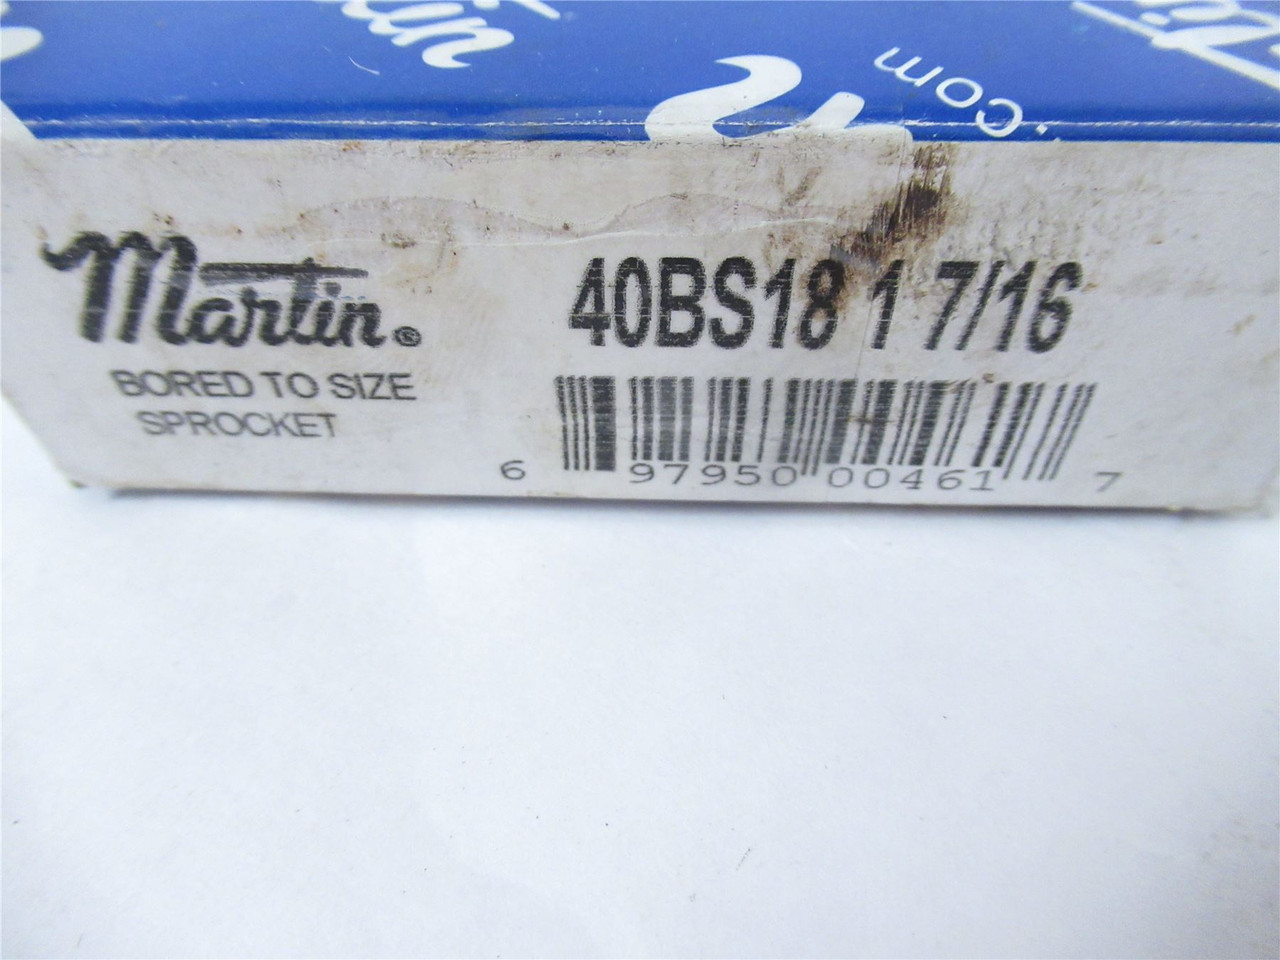 .com
Martin®
BORED TO SIZE
SPROCKET
40BS18 1 7/16
6 97950 00461 7